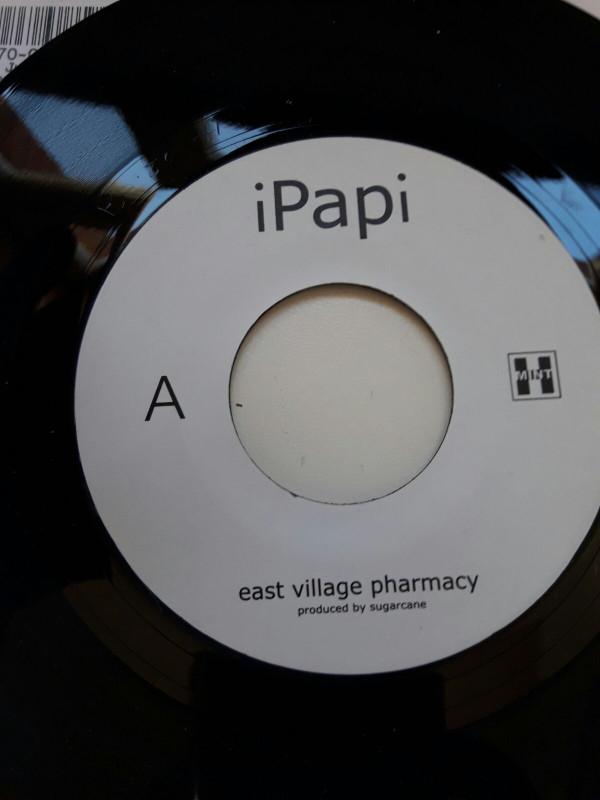 iPapi
A
H
MINT
east village pharmacy
produced by sugarcane